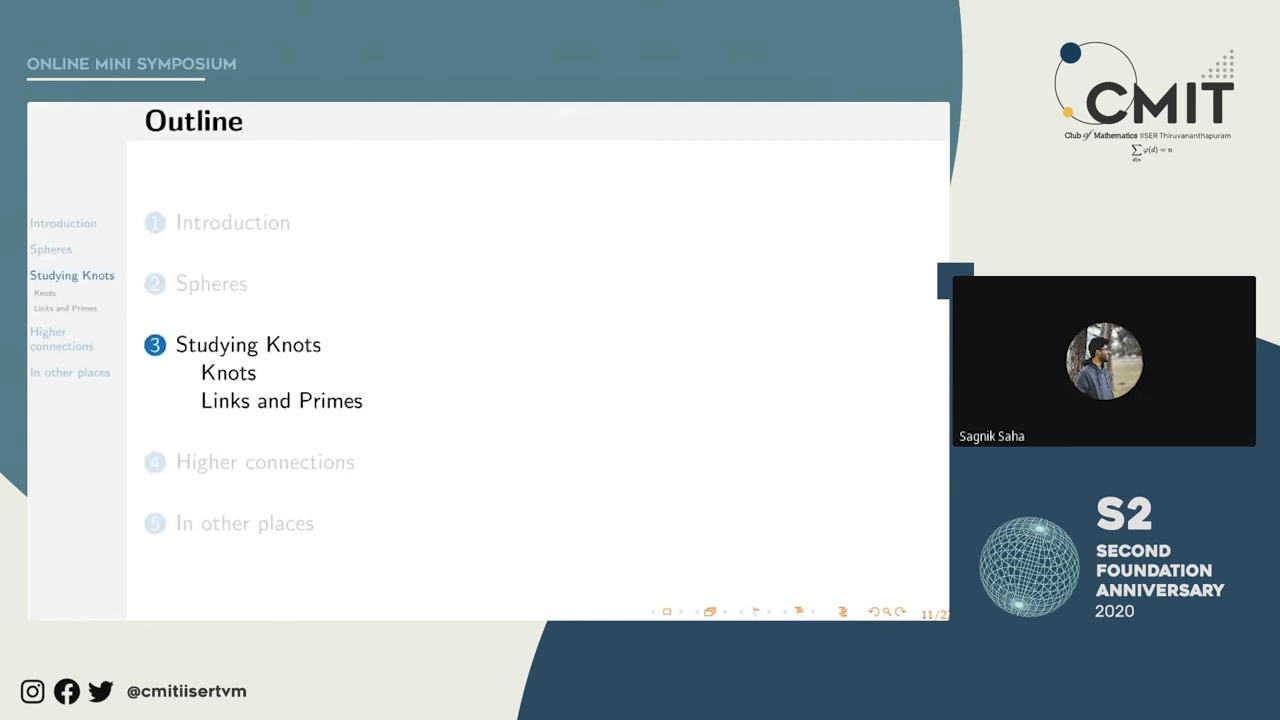 ONLINE MINI SYMPOSIUM
CMIT
Club of Mathematics IISER Thiruvananthapuram
∑ φ(d) = n
d|n
Outline
Introduction
Spheres
Studying Knots
Knots
Links and Primes
Higher
connections
In other places
1 Introduction
2 Spheres
3 Studying Knots
Knots
Links and Primes
4 Higher connections
5 In other places
Sagnik Saha
S2
SECOND
FOUNDATION
ANNIVERSARY
2020
@cmitiisertvm